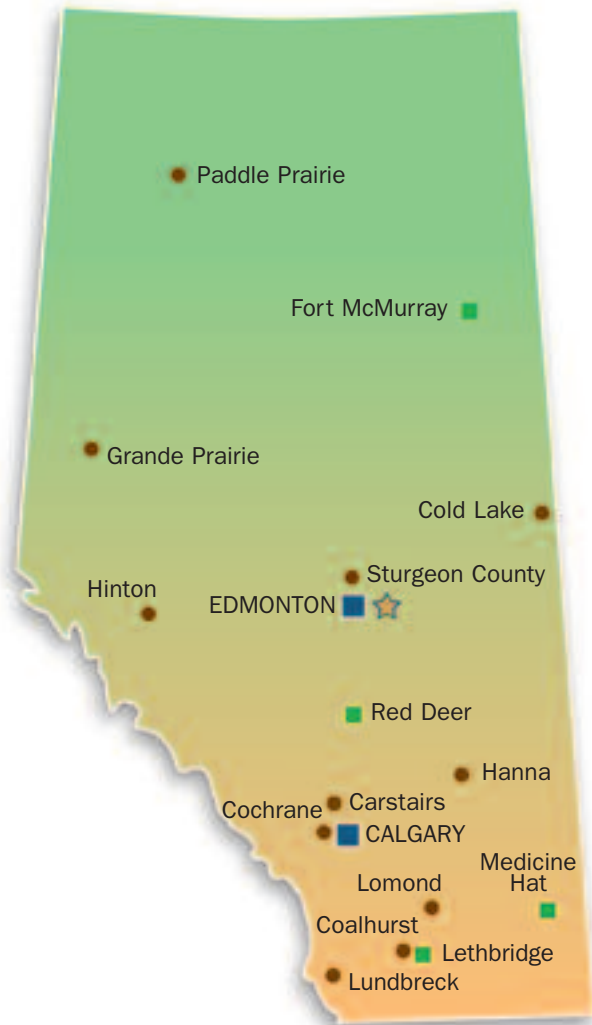 Paddle Prairie
Fort McMurray
Grande Prairie
Cold Lake
Sturgeon County
Hinton
EDMONTON
Red Deer
Hanna
Carstairs
Cochrane
CALGARY
Medicine
Hat
Lomond
Coalhurst
Lethbridge
Lundbreck